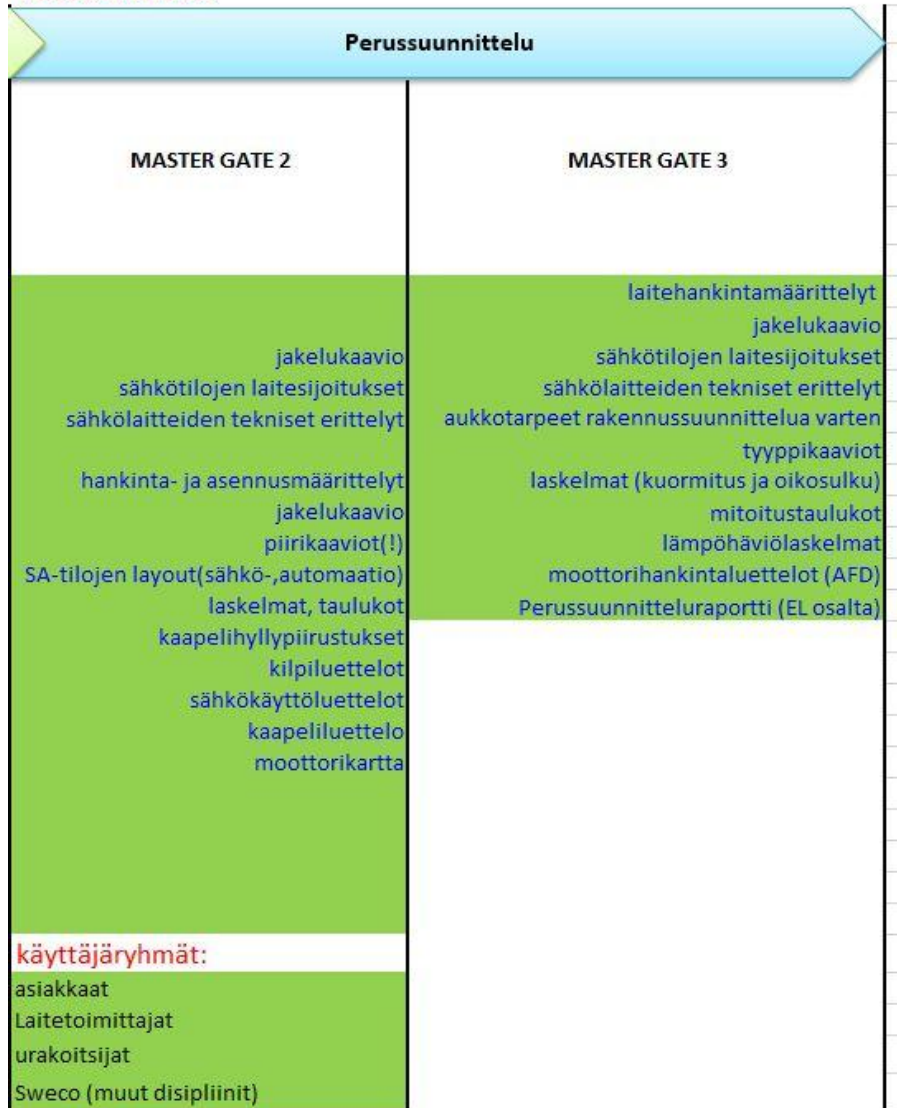 Perussuunnittelu
MASTER GATE 2
jakelukaavio
sähkötilojen laitesijoitukset
sähkölaitteiden tekniset erittelyt
hankinta- ja asennusmäärittelyt
jakelukaavio
piirikaaviot(!)
SA-tilojen layout(sähkö-,automaatio)
laskelmat, taulukot
kaapelihyllypiirustukset
kilpiluettelot
sähkökäyttöluettelot
kaapeliluettelo
moottorikartta
käyttäjäryhmät:
asiakkaat
Laitetoimittajat
urakoitsijat
Sweco (muut disipliinit)
MASTER GATE 3
laitehankintamäärittelyt
jakelukaavio
sähkötilojen laitesijoitukset
sähkölaitteiden tekniset erittelyt
aukkotarpeet rakennussuunnittelua varten
tyyppikaaviot
laskelmat (kuormitus ja oikosulku)
mitoitustaulukot
lämpöhäviölaskelmat
moottorihankintaluettelot (AFD)
Perussuunnitteluraportti (EL osalta)